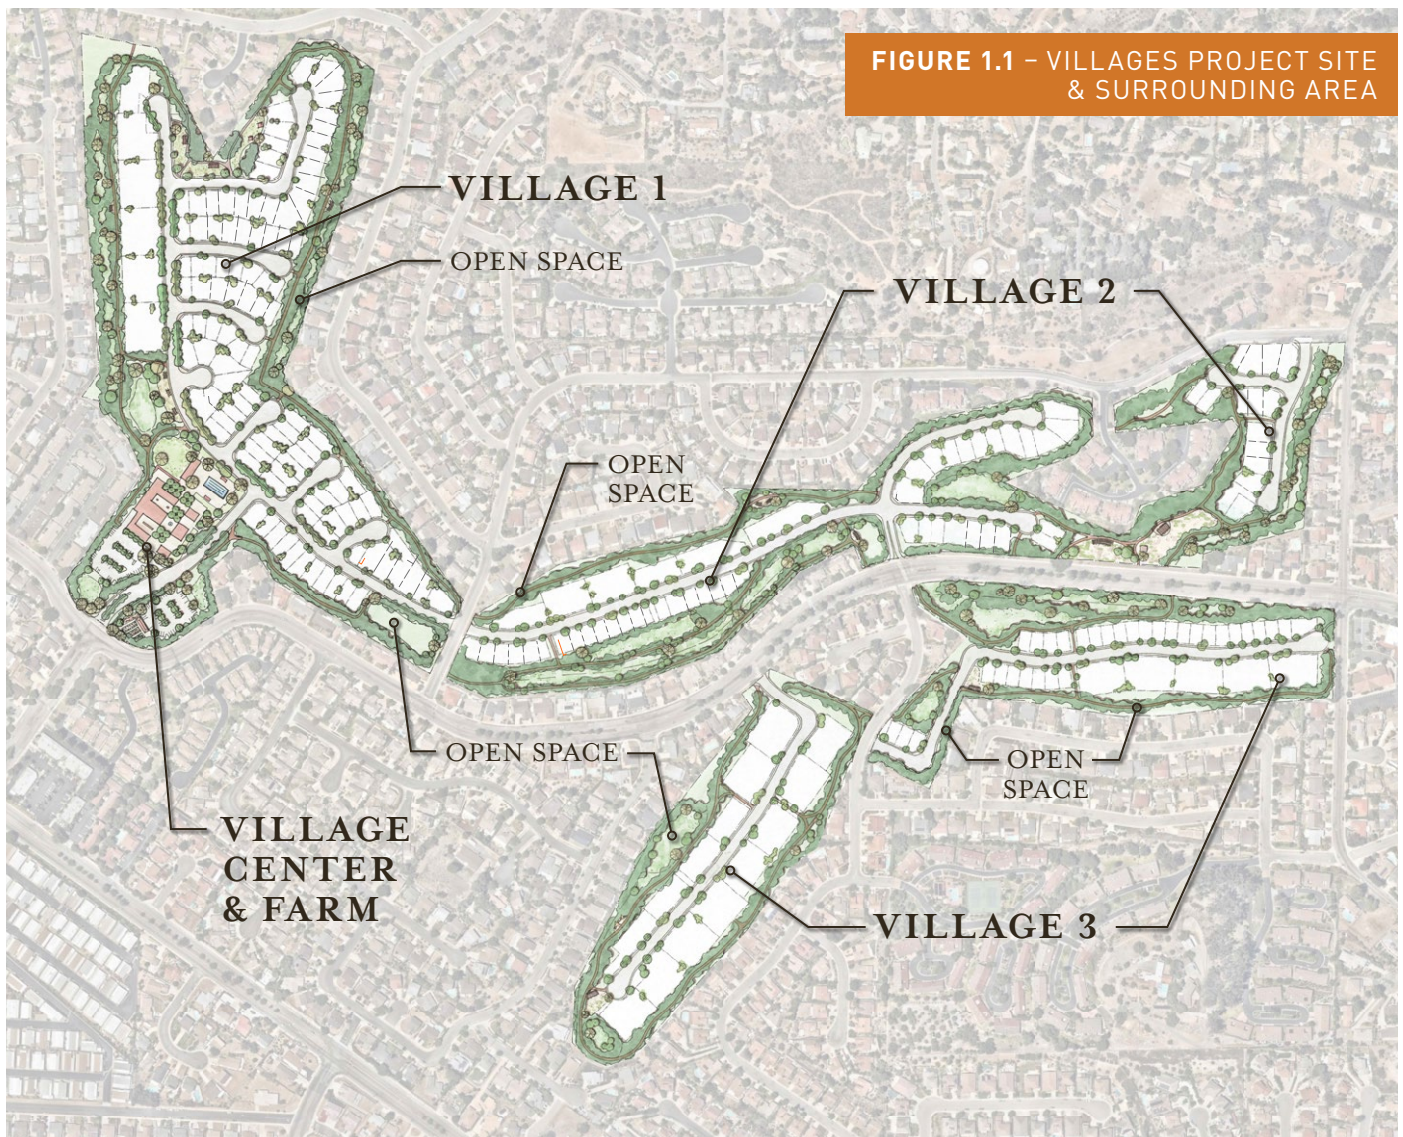 FIGURE 1.1 – VILLAGES PROJECT SITE
& SURROUNDING AREA
VILLAGE 1
OPEN SPACE
VILLAGE 2
OPEN
SPACE
OPEN SPACE
OPEN
SPACE
VILLAGE
CENTER
& FARM
VILLAGE 3